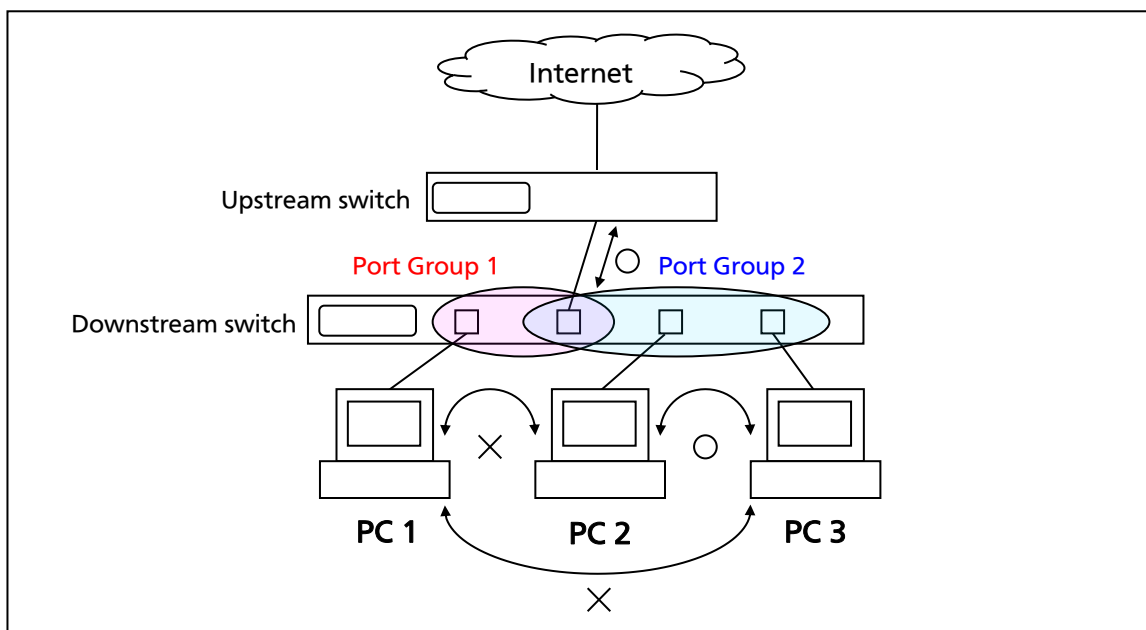 Internet
Upstream switch
Port Group 1
Port Group 2
Downstream switch
PC 1
PC 2
PC 3